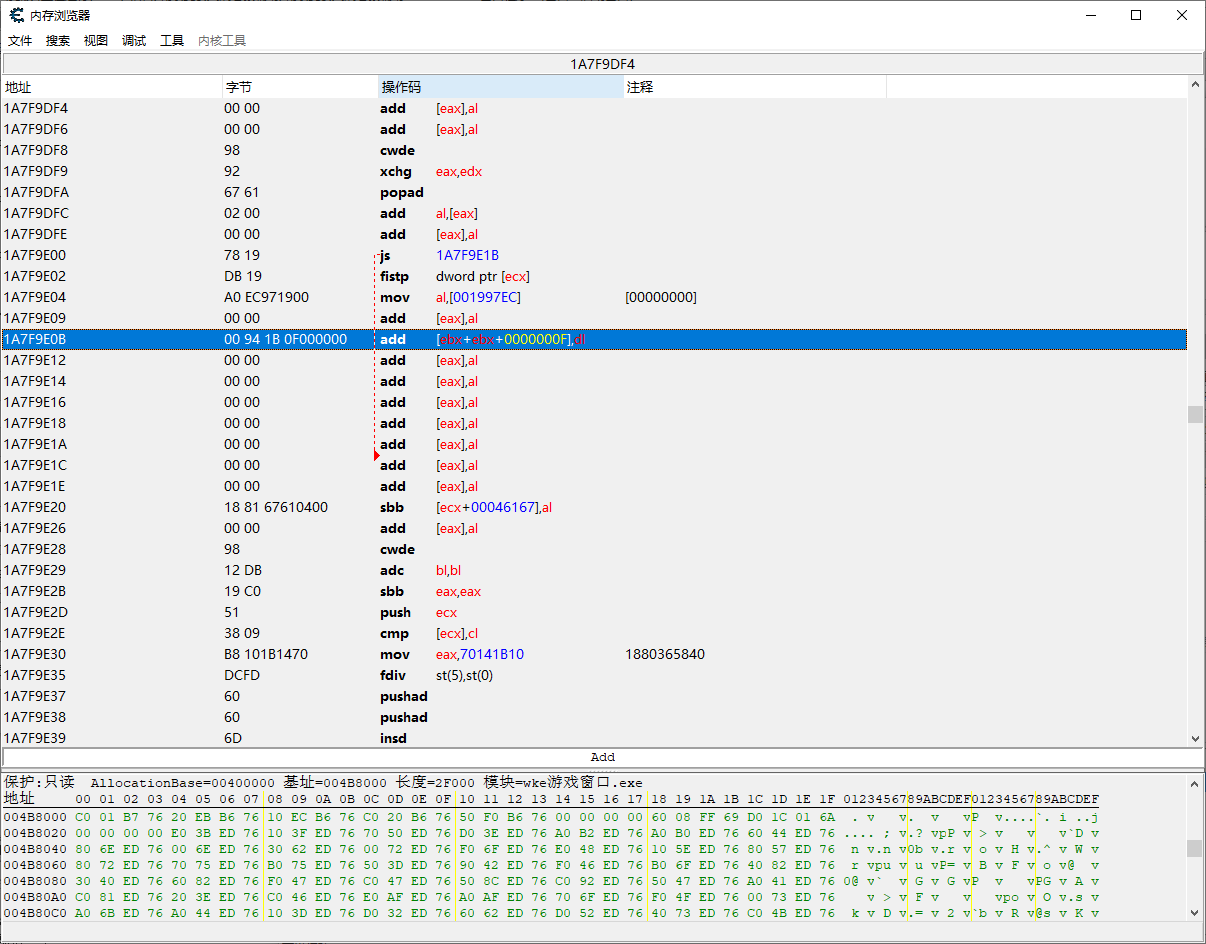 内存浏览器
文件 搜索 视图 调试 工具 内核工具
1A7F9DF4
地址 字节 操作码 注释
1A7F9DF4 00 00 add [eax],al
1A7F9DF6 00 00 add [eax],al
1A7F9DF8 98 cwde
1A7F9DF9 92 xchg eax,edx
1A7F9DFA 67 61 popad
1A7F9DFC 02 00 add al,[eax]
1A7F9DFE 00 00 add [eax],al
1A7F9E00 78 19 js 1A7F9E1B
1A7F9E02 DB 19 fistp dword ptr [ecx]
1A7F9E04 A0 EC971900 mov al,[001997EC] [00000000]
1A7F9E09 00 00 add [eax],al
1A7F9E0B 00 94 1B 0F000000 add [ebx+ebx+0000000F],dl
1A7F9E12 00 00 add [eax],al
1A7F9E14 00 00 add [eax],al
1A7F9E16 00 00 add [eax],al
1A7F9E18 00 00 add [eax],al
1A7F9E1A 00 00 add [eax],al
1A7F9E1C 00 00 add [eax],al
1A7F9E1E 00 00 add [eax],al
1A7F9E20 18 81 67610400 sbb [ecx+00046167],al
1A7F9E26 00 00 add [eax],al
1A7F9E28 98 cwde
1A7F9E29 12 DB adc bl,bl
1A7F9E2B 19 C0 sbb eax,eax
1A7F9E2D 51 push ecx
1A7F9E2E 38 09 cmp [ecx],cl
1A7F9E30 B8 101B1470 mov eax,70141B10 1880365840
1A7F9E35 DCFD fdiv st(5),st(0)
1A7F9E37 60 pushad
1A7F9E38 60 pushad
1A7F9E39 6D insd
Add
保护:只读 AllocationBase=00400000 基址=004B8000 长度=2F000 模块=wke游戏窗口.exe
地址 00 01 02 03 04 05 06 07 08 09 0A 0B 0C 0D 0E 0F 10 11 12 13 14 15 16 17 18 19 1A 1B 1C 1D 1E 1F 0123456789ABCDEF0123456789ABCDEF
004B8000 C0 01 B7 76 20 EB B6 76 10 EC B6 76 C0 20 B6 76 50 F0 B6 76 00 00 00 00 60 08 FF 69 D0 1C 01 6A . v v. v vP v....`. i ..j
004B8020 00 00 00 00 E0 3B ED 76 10 3F ED 76 70 50 ED 76 D0 3E ED 76 A0 B2 ED 76 A0 B0 ED 76 60 44 ED 76 .... ; v.? vpP v > v v v`D v
004B8040 80 6E ED 76 00 6E ED 76 30 62 ED 76 00 72 ED 76 F0 6F ED 76 E0 48 ED 76 10 5E ED 76 80 57 ED 76 n v.n v0b v.r v o v H v.^ v W v
004B8060 80 72 ED 76 70 75 ED 76 B0 75 ED 76 50 3D ED 76 90 42 ED 76 F0 46 ED 76 B0 6F ED 76 40 82 ED 76 r vpu v u vP= v B v F v o v@ v
004B8080 30 40 ED 76 60 82 ED 76 F0 47 ED 76 C0 47 ED 76 50 8C ED 76 C0 92 ED 76 50 47 ED 76 A0 41 ED 76 0@ v` v G v G vP v vPG v A v
004B80A0 C0 81 ED 76 20 3E ED 76 C0 46 ED 76 E0 AF ED 76 A0 AF ED 76 70 6F ED 76 F0 4F ED 76 00 73 ED 76 v > v F v v vpo v O v.s v
004B80C0 A0 6B ED 76 A0 44 ED 76 10 3D ED 76 D0 32 ED 76 60 62 ED 76 D0 52 ED 76 40 73 ED 76 C0 4B ED 76 k v D v.= v 2 v`b v R v@s v K v